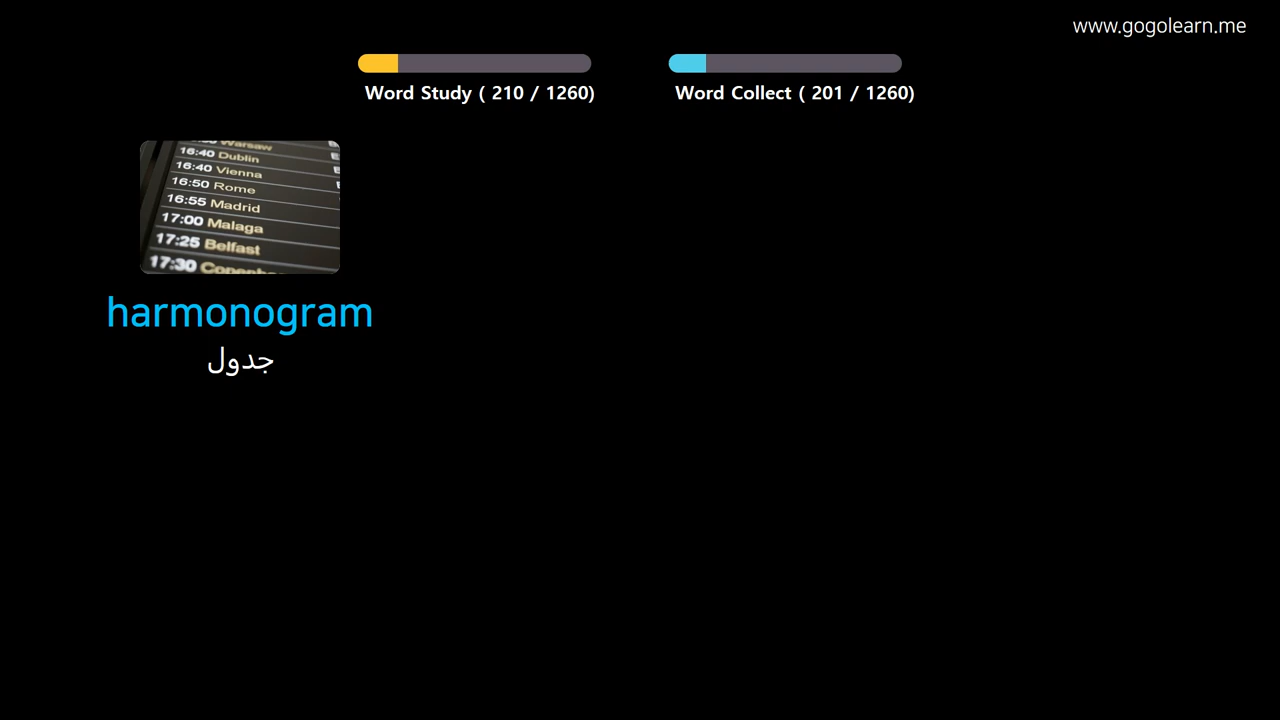 www.gogolearn.me
Word Study ( 210 / 1260)
Word Collect ( 201 / 1260)
Warsaw
16:40 Dublin
16:40 Vienna
16:50 Rome
16:55 Madrid
17:00 Malaga
17:25 Belfast
17:30
harmonogram
جدول